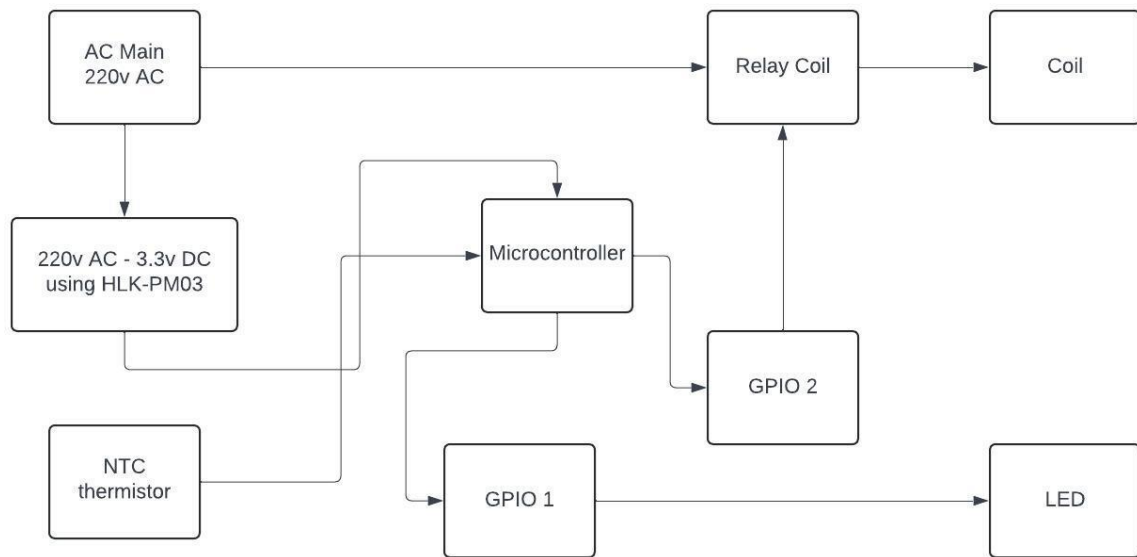 AC Main
220v AC
Relay Coil
Coil
220v AC - 3.3v DC
using HLK-PM03
Microcontroller
GPIO 2
NTC
thermistor
GPIO 1
LED